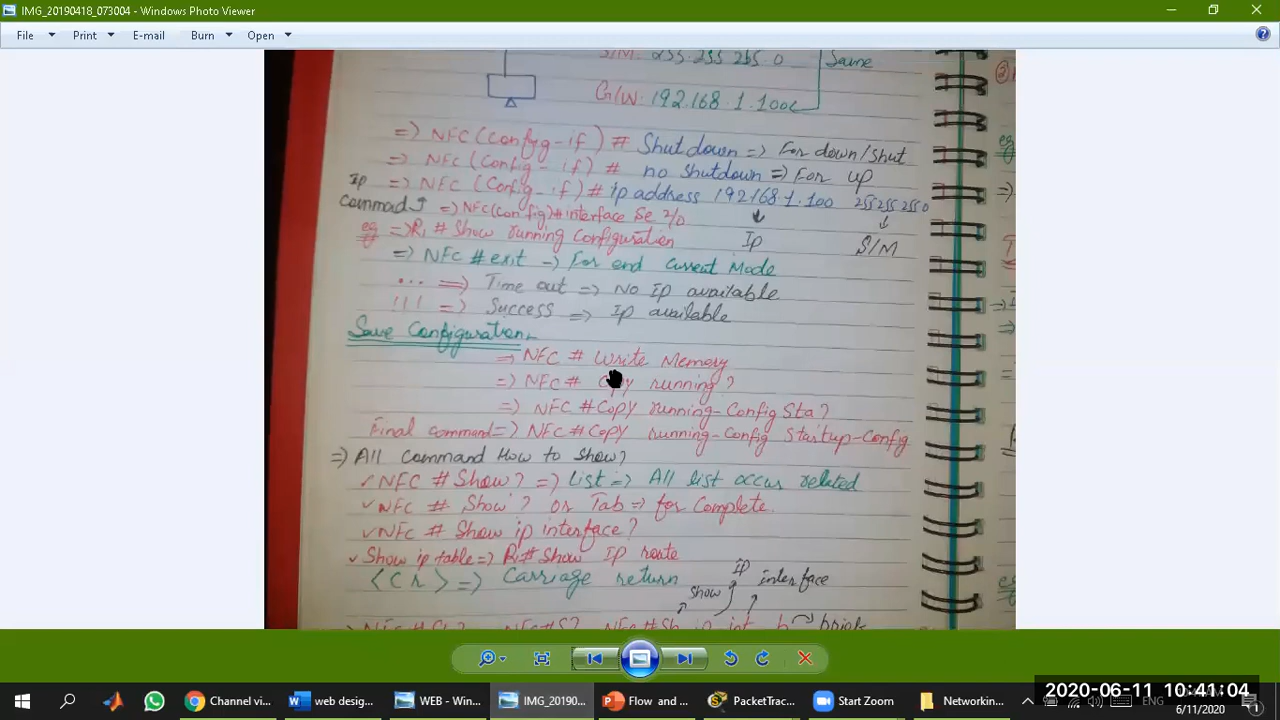 IMG_20190418_073004 - Windows Photo Viewer
File Print E-mail Burn Open
S/M: 255.255.255.0 Same
G/W: 192.168.1.100
=> NFC (Config-if) # Shutdown => For down/shut
=> NFC (Config-if) # no shutdown => For up
Ip => NFC (Config-if) # ip address 192.168.1.100 255 255 255 0
Command => NFC(Config)#interface Se 2/0
Ip S/M
eg => R1 # Show running Configuration
=> NFC # exit => For end Current Mode
... => Time out => No Ip available
!!! => Success => Ip available
Save Configuration
=> NFC # Write Memory
=> NFC # Copy running ?
=> NFC # Copy running-Config Sta ?
Final command => NFC # Copy running-Config Startup-Config
=> All Command How to Show?
✓ NFC # Show? => List => All list occus related
✓ NFC # Show ? or Tab => for Complete.
✓ NFC # Show ip interface?
✓ Show ip table => R1 # Show IP route
<Cr> => Carriage return
show ip interface
Channel vi... web desig... WEB - Win... IMG_20190... Flow and ... PacketTrac... Start Zoom Networkin... ENG
2020-06-11 10:41:04
6/11/2020